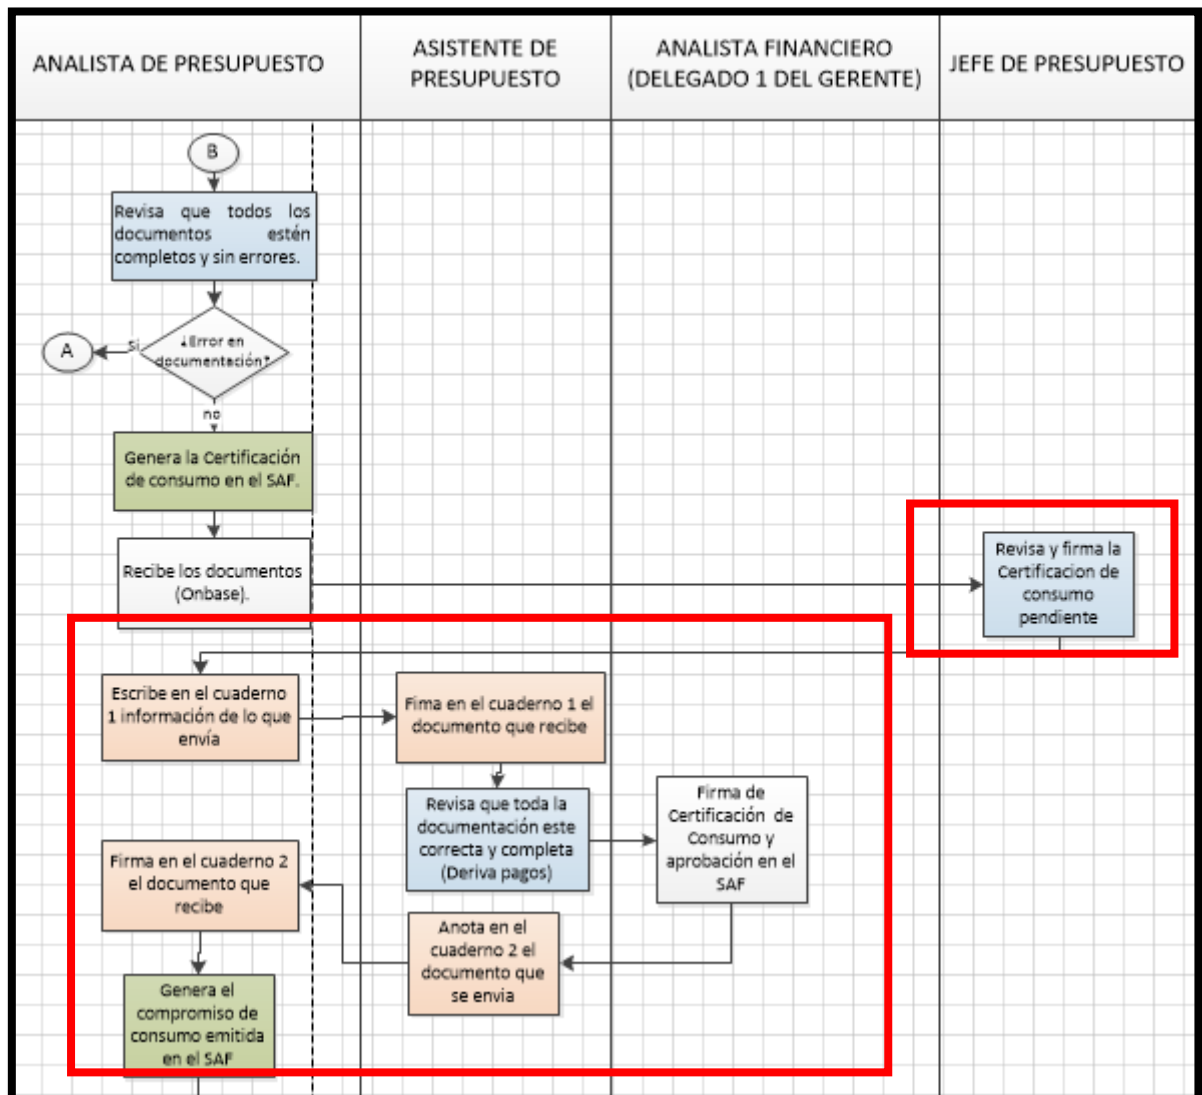 ANALISTA DE PRESUPUESTO
ASISTENTE DE
PRESUPUESTO
ANALISTA FINANCIERO
(DELEGADO 1 DEL GERENTE)
JEFE DE PRESUPUESTO
B
Revisa que todos los
documentos estén
completos y sin errores.
¿Error en
documentación?
Si
A
no
Genera la Certificación
de consumo en el SAF.
Recibe los documentos
(Onbase).
Revisa y firma la
Certificacion de
consumo
pendiente
Escribe en el cuaderno
1 información de lo que
envía
Fima en el cuaderno 1 el
documento que recibe
Revisa que toda la
documentación este
correcta y completa
(Deriva pagos)
Firma de
Certificación de
Consumo y
aprobación en el
SAF
Anota en el
cuaderno 2 el
documento que
se envia
Firma en el cuaderno 2
el documento que
recibe
Genera el
compromiso de
consumo emitida
en el SAF